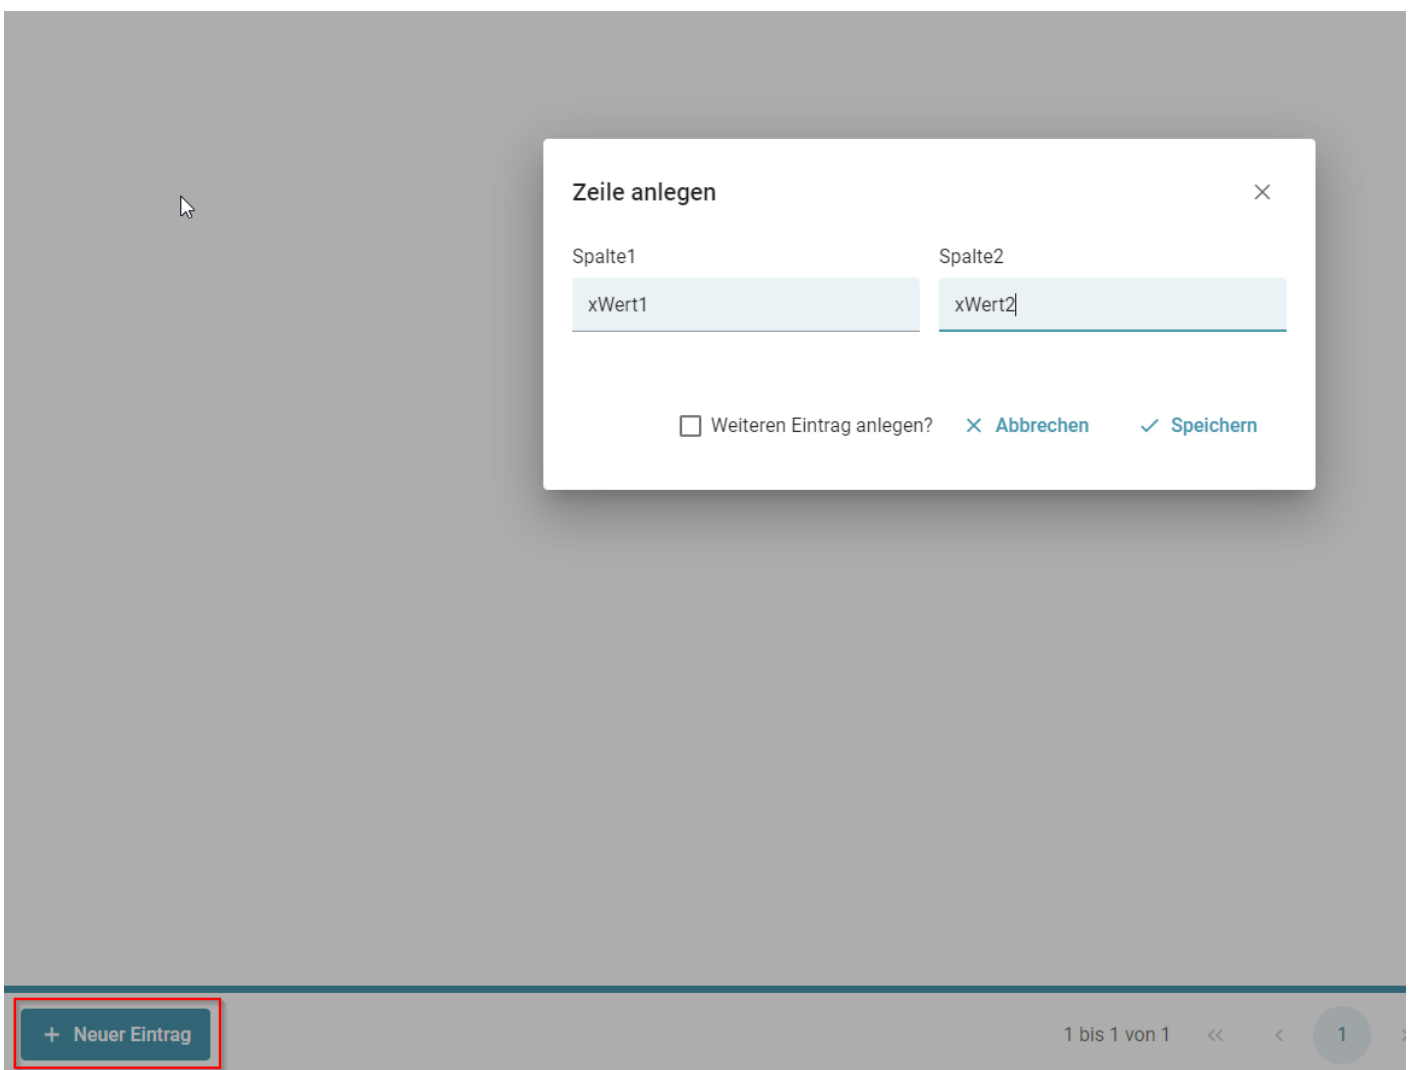 Zeile anlegen
Spalte1 Spalte2
xWert1 xWert2
Weiteren Eintrag anlegen? Abbrechen Speichern
+ Neuer Eintrag 1 bis 1 von 1 << < 1 >